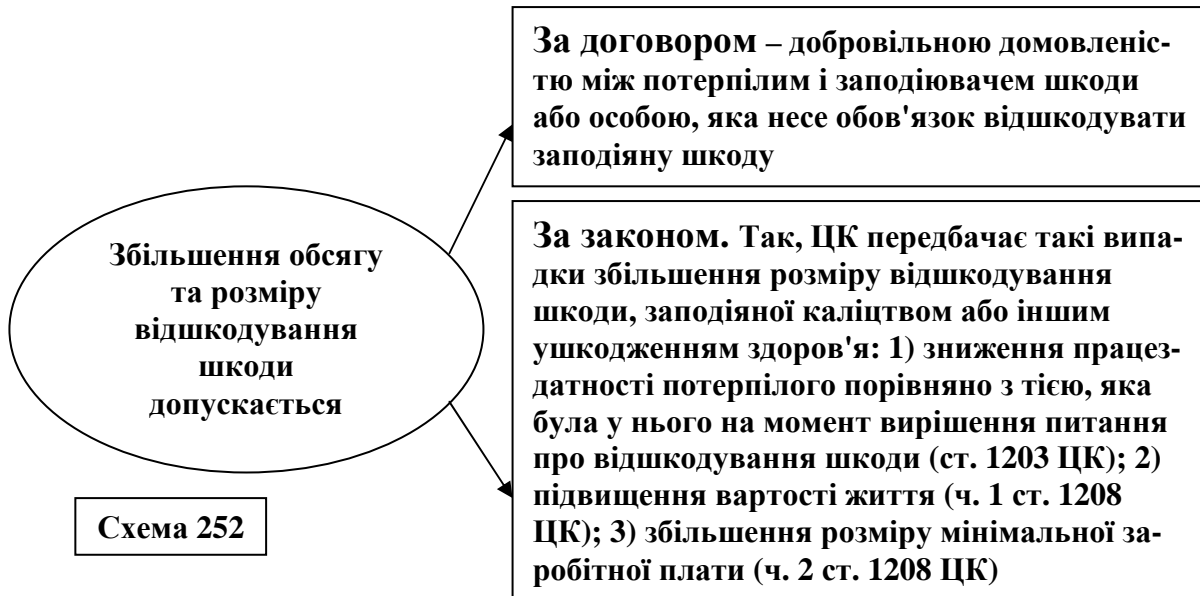 За договором – добровільною домовленіс-
тю між потерпілим і заподіювачем шкоди
або особою, яка несе обов'язок відшкодувати
заподіяну шкоду
Збільшення обсягу
та розміру
відшкодування
шкоди
допускається
За законом. Так, ЦК передбачає такі випа-
дки збільшення розміру відшкодування
шкоди, заподіяної каліцтвом або іншим
ушкодженням здоров'я: 1) зниження працез-
датності потерпілого порівняно з тією, яка
була у нього на момент вирішення питання
про відшкодування шкоди (ст. 1203 ЦК); 2)
підвищення вартості життя (ч. 1 ст. 1208
ЦК); 3) збільшення розміру мінімальної за-
робітної плати (ч. 2 ст. 1208 ЦК)
Схема 252